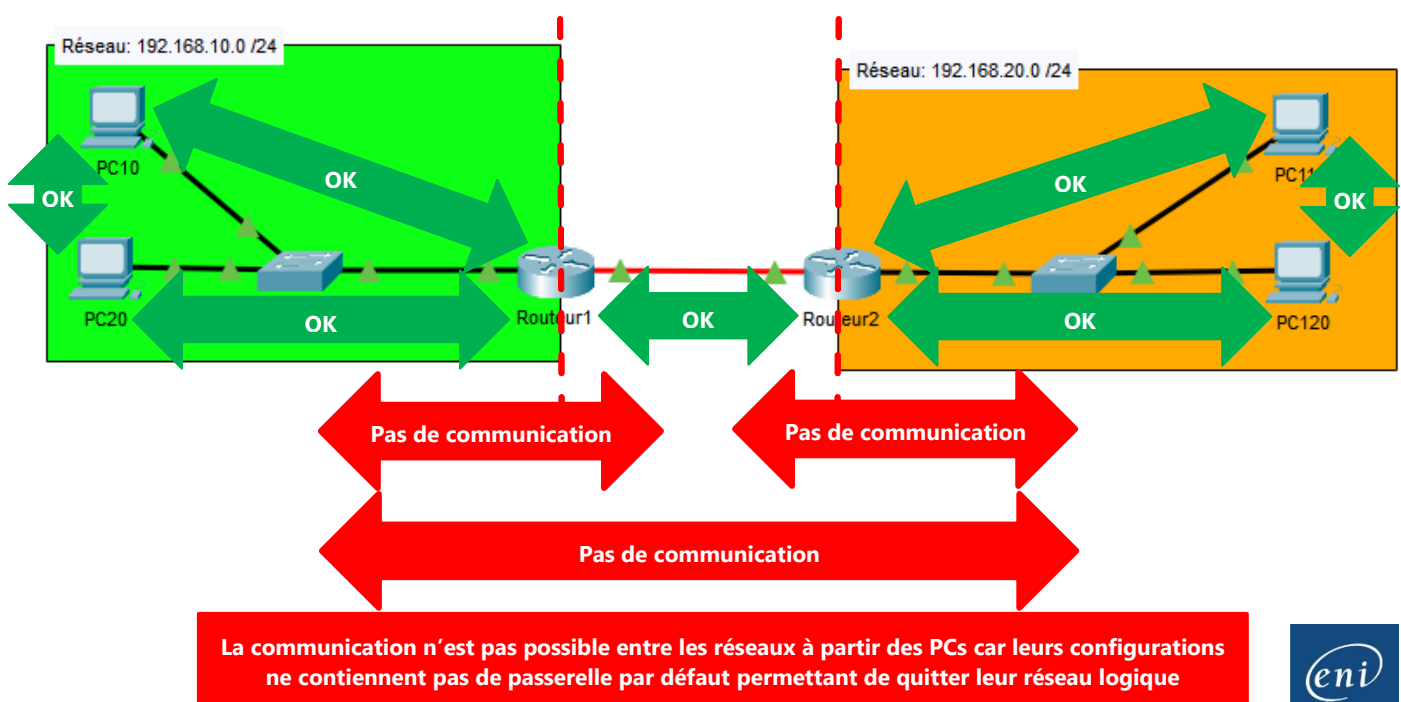 Réseau: 192.168.10.0 /24
Réseau: 192.168.20.0 /24
PC10
OK
OK
OK
PC11
OK
PC20
OK
Routeur1
OK
Routeur2
OK
PC120
Pas de communication
Pas de communication
Pas de communication
La communication n’est pas possible entre les réseaux à partir des PCs car leurs configurations
ne contiennent pas de passerelle par défaut permettant de quitter leur réseau logique
eni